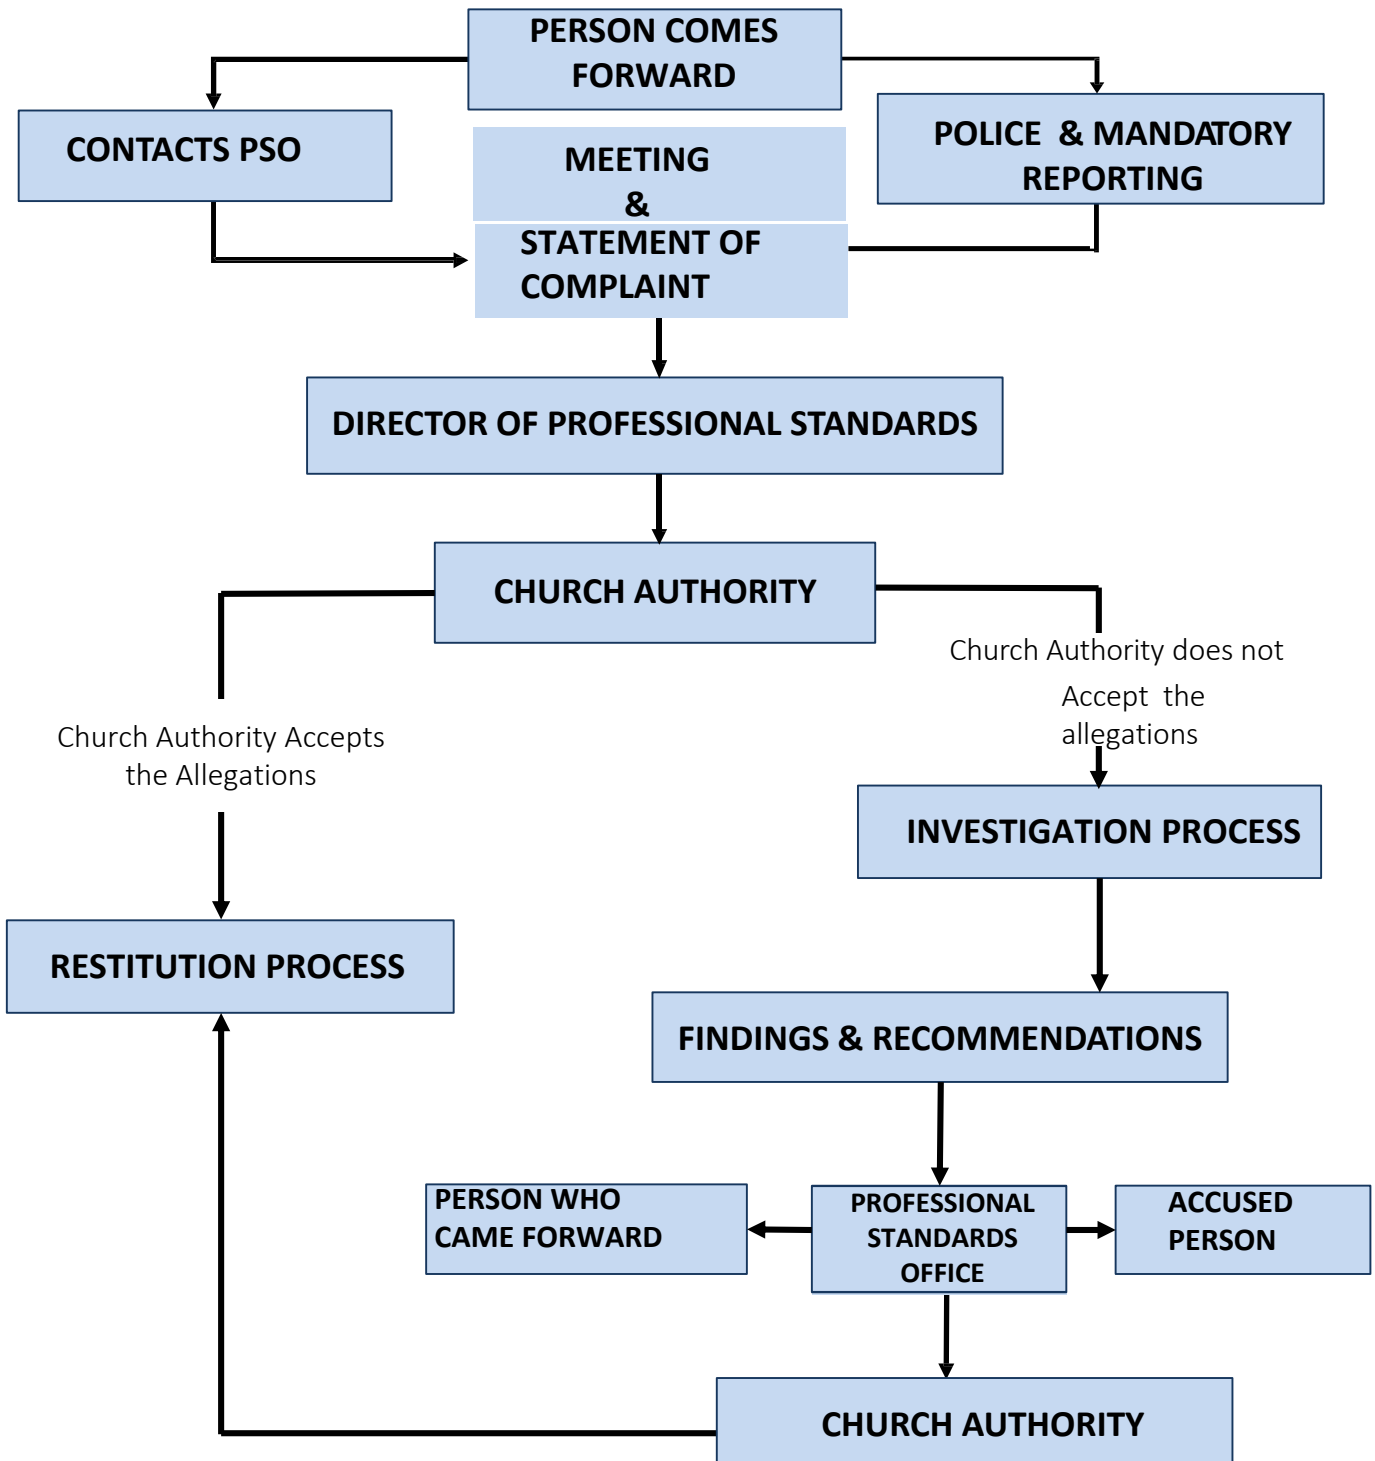 PERSON COMES
FORWARD
CONTACTS PSO
POLICE & MANDATORY
REPORTING
MEETING
&
STATEMENT OF
COMPLAINT
DIRECTOR OF PROFESSIONAL STANDARDS
CHURCH AUTHORITY
Church Authority does not
Accept the
allegations
Church Authority Accepts
the Allegations
INVESTIGATION PROCESS
RESTITUTION PROCESS
FINDINGS & RECOMMENDATIONS
PERSON WHO
CAME FORWARD
PROFESSIONAL
STANDARDS
OFFICE
ACCUSED
PERSON
CHURCH AUTHORITY